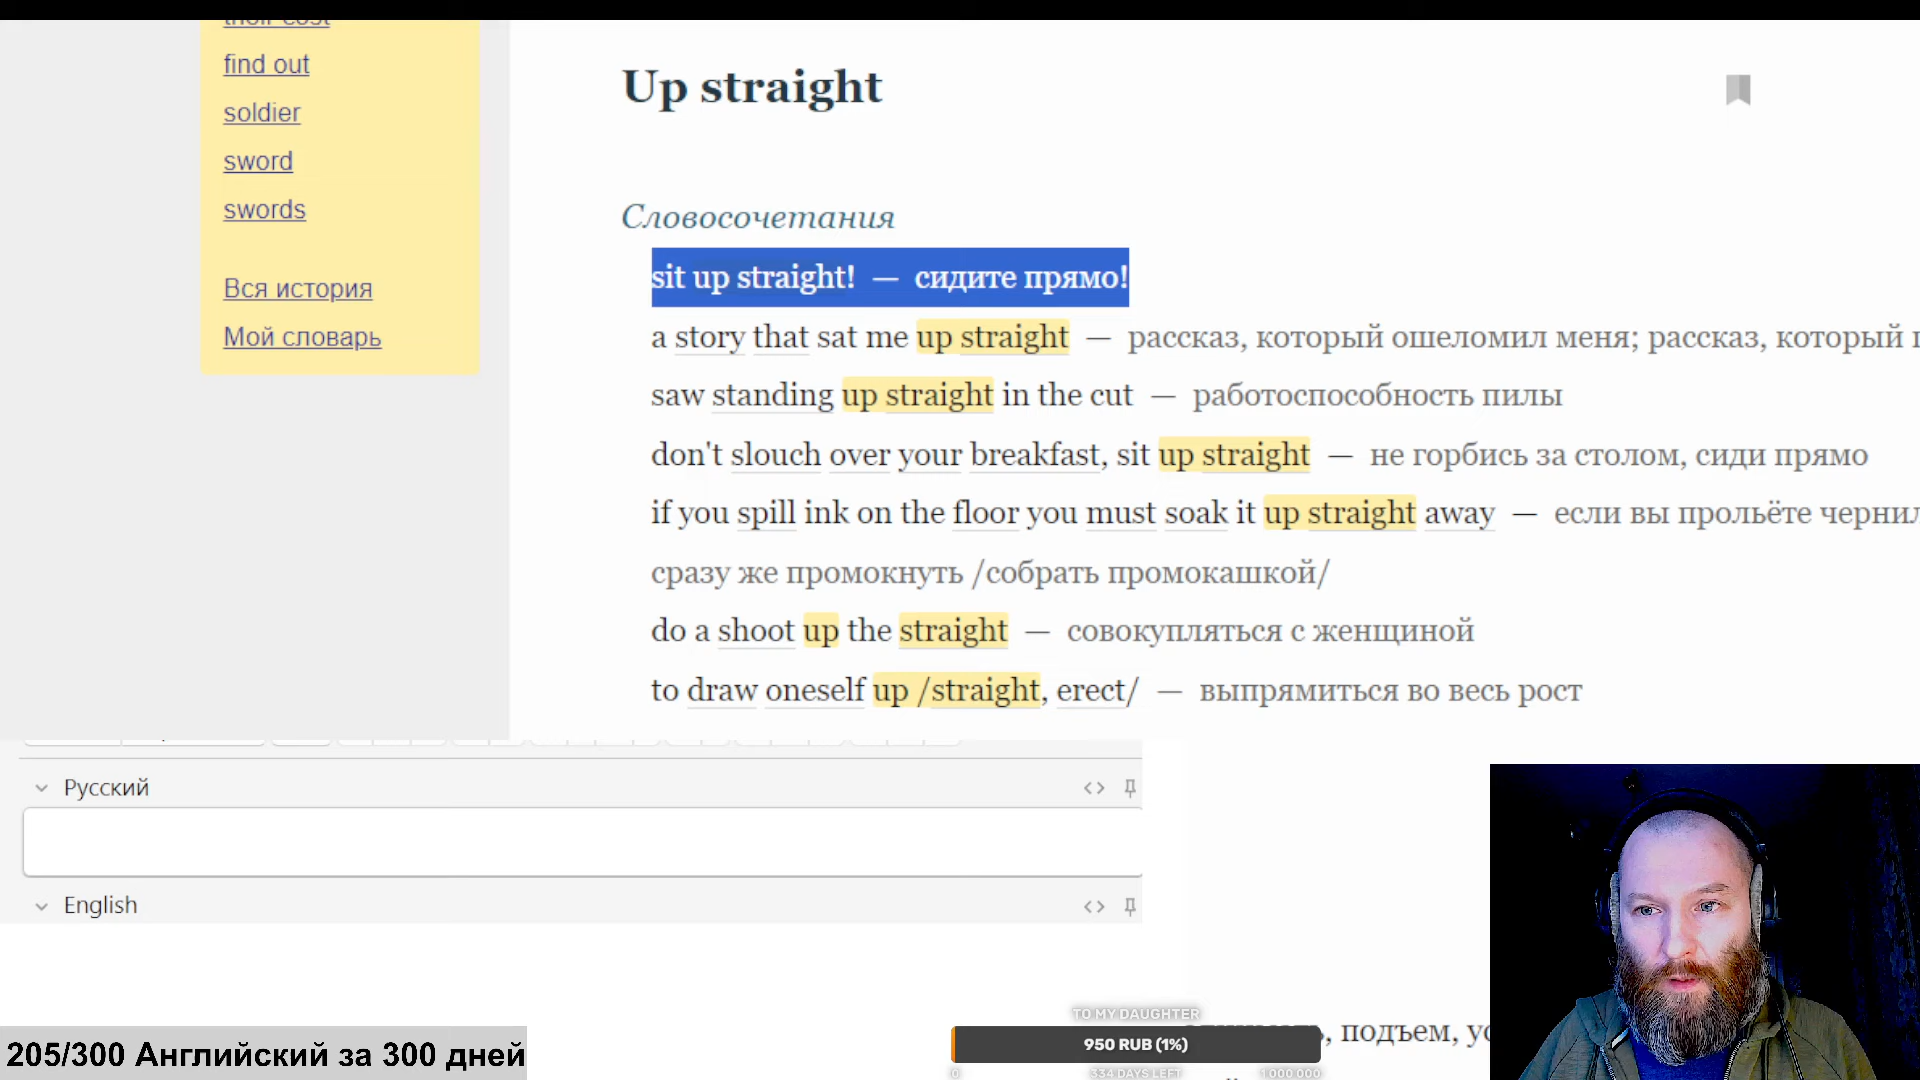 their cost
find out
soldier
sword
swords
Вся история
Мой словарь
Up straight
Словосочетания
sit up straight! — сидите прямо!
a story that sat me up straight — рассказ, который ошеломил меня; рассказ, который
saw standing up straight in the cut — работоспособность пилы
don't slouch over your breakfast, sit up straight — не горбись за столом, сиди прямо
if you spill ink on the floor you must soak it up straight away — если вы прольёте чернил
сразу же промокнуть /собрать промокашкой/
do a shoot up the straight — совокупляться с женщиной
to draw oneself up /straight, erect/ — выпрямиться во весь рост
Русский
English
, подъем, ус
TO MY DAUGHTER
950 RUB (1%)
0 334 DAYS LEFT 1 000 000
205/300 Английский за 300 дней